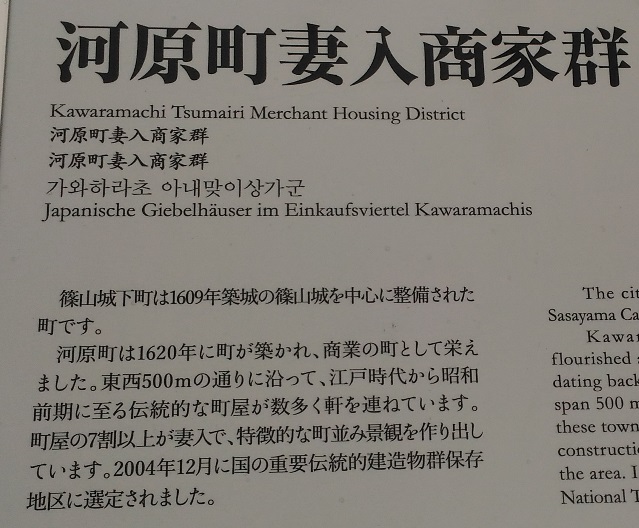 河原町妻入商家群
Kawaramachi Tsumairi Merchant Housing District
河原町妻入商家群
河原町妻入商家群
가와하라초 아내맞이상가군
Japanische Giebelhäuser im Einkaufsviertel Kawaramachis
篠山城下町は1609年築城の篠山城を中心に整備された
町です。
河原町は1620年に町が築かれ、商業の町として栄え
ました。東西500mの通りに沿って、江戸時代から昭和
前期に至る伝統的な町屋が数多く軒を連ねています。
町屋の7割以上が妻入で、特徴的な町並み景観を作り出し
ています。2004年12月に国の重要伝統的建造物群保存
地区に選定されました。
The cit
Sasayama Ca
Kawar
flourished
dating back
span 500 m
these town
constructio
the area. I
National T